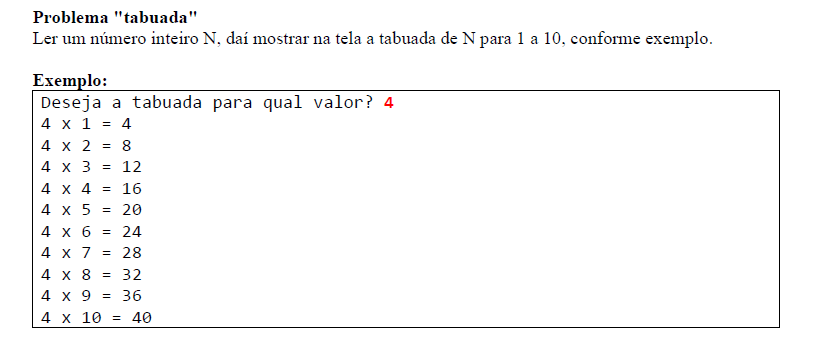 Problema "tabuada"
Ler um número inteiro N, daí mostrar na tela a tabuada de N para 1 a 10, conforme exemplo.
Exemplo:
Deseja a tabuada para qual valor? 4
4 x 1 = 4
4 x 2 = 8
4 x 3 = 12
4 x 4 = 16
4 x 5 = 20
4 x 6 = 24
4 x 7 = 28
4 x 8 = 32
4 x 9 = 36
4 x 10 = 40